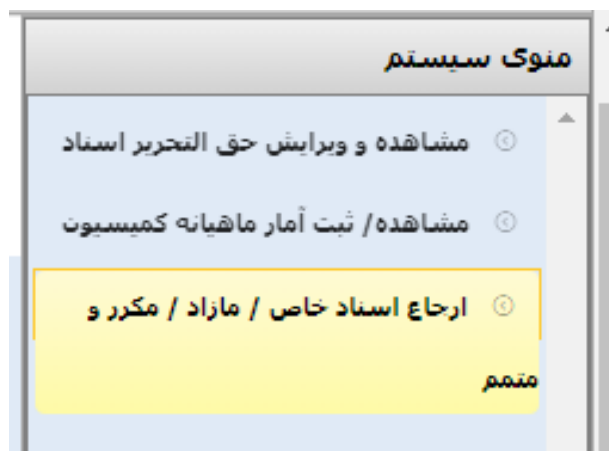 منوی سیستم
مشاهده و ویرایش حق التحریر اسناد
مشاهده/ ثبت آمار ماهیانه کمیسیون
ارجاع اسناد خاص / مازاد / مکرر و
متمم